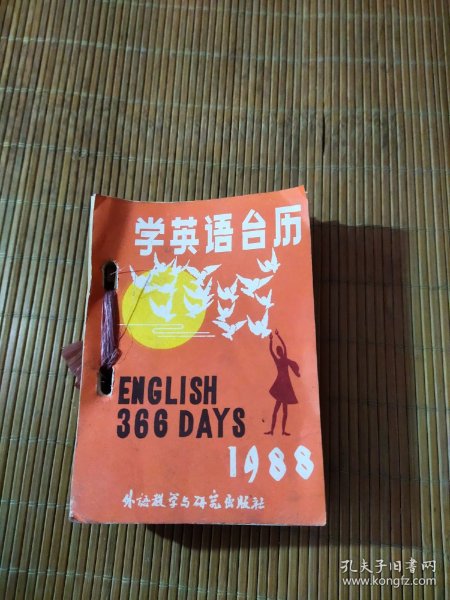 学英语台历
ENGLISH
366 DAYS
1988
外语教学与研究出版社
孔夫子旧书网
www.kongfz.com